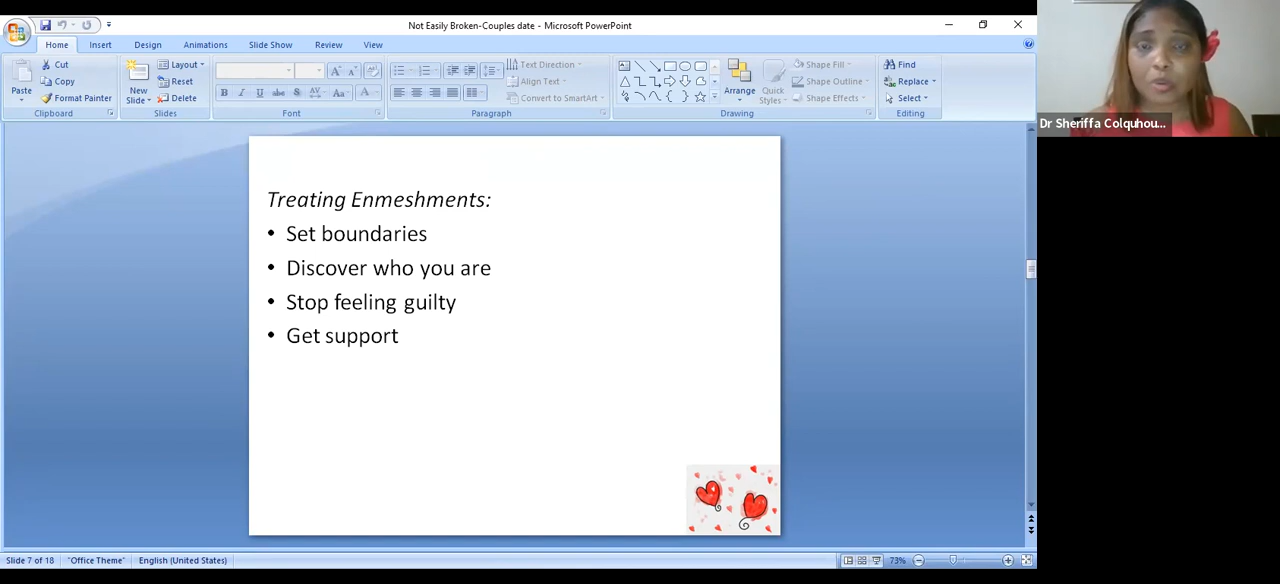 Not Easily Broken-Couples date - Microsoft PowerPoint
Home Insert Design Animations Slide Show Review View
Paste
Cut
Copy
Format Painter
Clipboard
New Slide
Layout
Reset
Delete
Slides
B I U abc S AV Aa A
Font
Text Direction
Align Text
Convert to SmartArt
Paragraph
Arrange
Quick Styles
Shape Fill
Shape Outline
Shape Effects
Drawing
Find
Replace
Select
Editing
Dr Sheriffa Colquhou...
Treating Enmeshments:
• Set boundaries
• Discover who you are
• Stop feeling guilty
• Get support
Slide 7 of 18 "Office Theme" English (United States) 73%